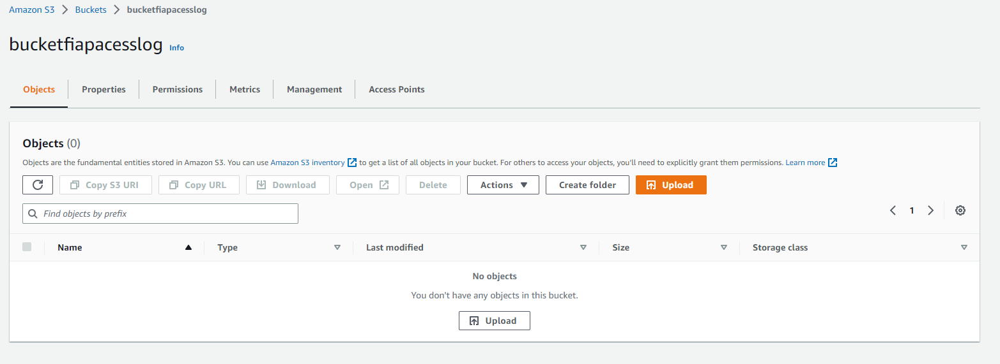 Amazon S3 > Buckets > bucketfiapacesslog
bucketfiapacesslog Info
Objects Properties Permissions Metrics Management Access Points
Objects (0)
Objects are the fundamental entities stored in Amazon S3. You can use Amazon S3 inventory to get a list of all objects in your bucket. For others to access your objects, you'll need to explicitly grant them permissions. Learn more
Copy S3 URI Copy URL Download Open Delete Actions Create folder Upload
Find objects by prefix
1
Name Type Last modified Size Storage class
No objects
You don't have any objects in this bucket.
Upload